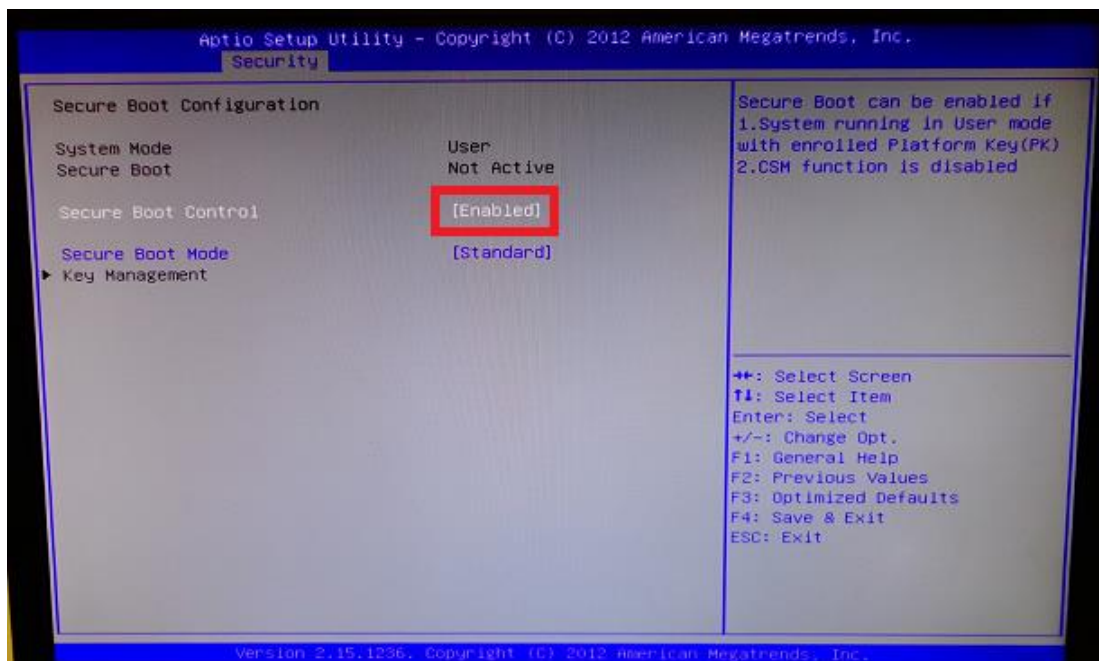 Aptio Setup Utility - Copyright (C) 2012 American Megatrends, Inc.
Security
Secure Boot Configuration
System Mode User
Secure Boot Not Active
Secure Boot Control [Enabled]
Secure Boot Mode [Standard]
► Key Management
Secure Boot can be enabled if
1.System running in User mode
with enrolled Platform Key(PK)
2.CSM function is disabled
→←: Select Screen
↑↓: Select Item
Enter: Select
+/-: Change Opt.
F1: General Help
F2: Previous Values
F3: Optimized Defaults
F4: Save & Exit
ESC: Exit
Version 2.15.1236. Copyright (C) 2012 American Megatrends, Inc.